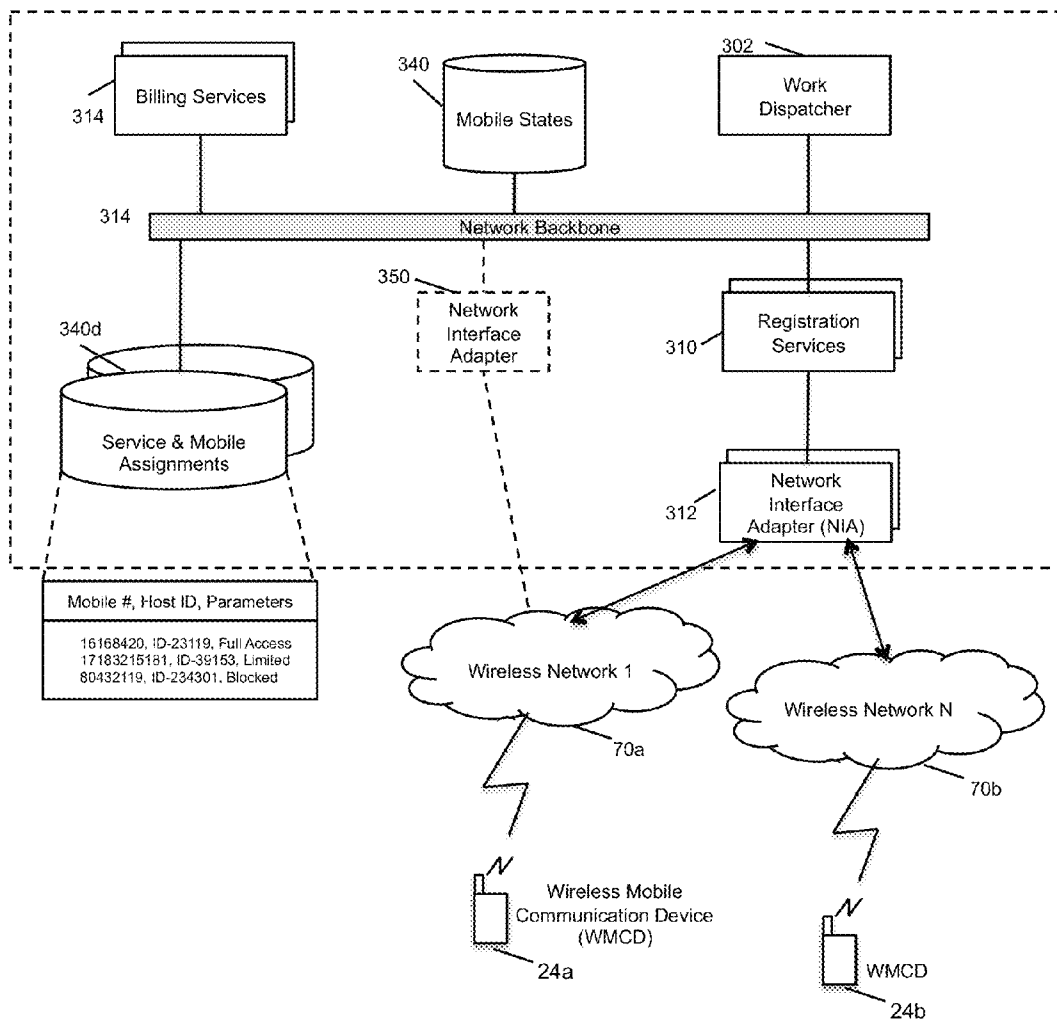 302
340
Billing Services
Mobile States
Work
Dispatcher
314
314
Network Backbone
350
340d
Network
Interface
Adapter
Registration
Services
310
Service & Mobile
Assignments
Network
Interface
Adapter (NIA)
312
Mobile #, Host ID, Parameters
16168420, ID-23119, Full Access
17183215181, ID-39153, Limited
80432119, ID-234301, Blocked
Wireless Network 1
Wireless Network N
70a
70b
Wireless Mobile
Communication Device
(WMCD)
24a
WMCD
24b